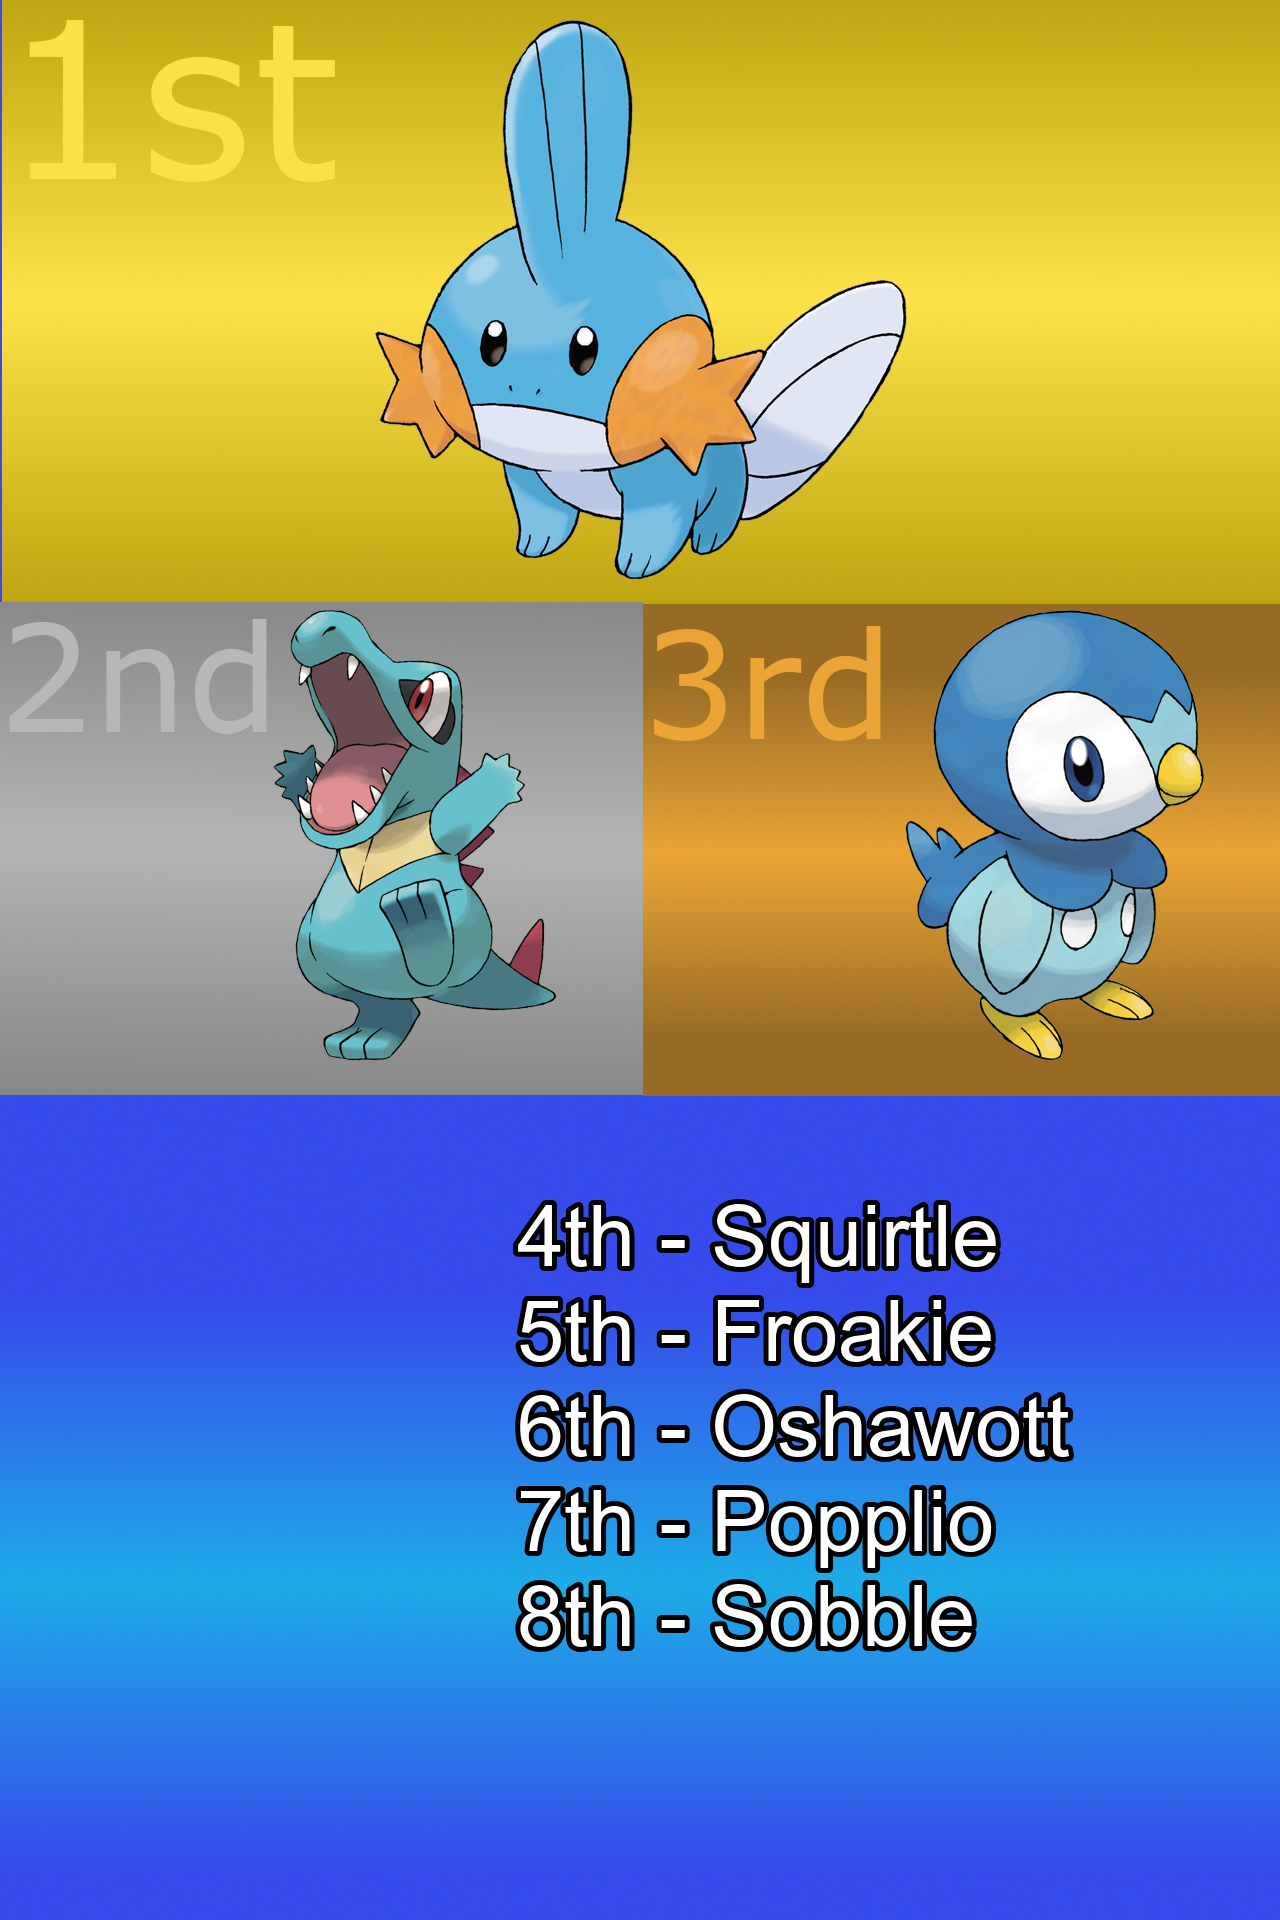 1st
2nd
3rd
4th - Squirtle
5th - Froakie
6th - Oshawott
7th - Popplio
8th - Sobble